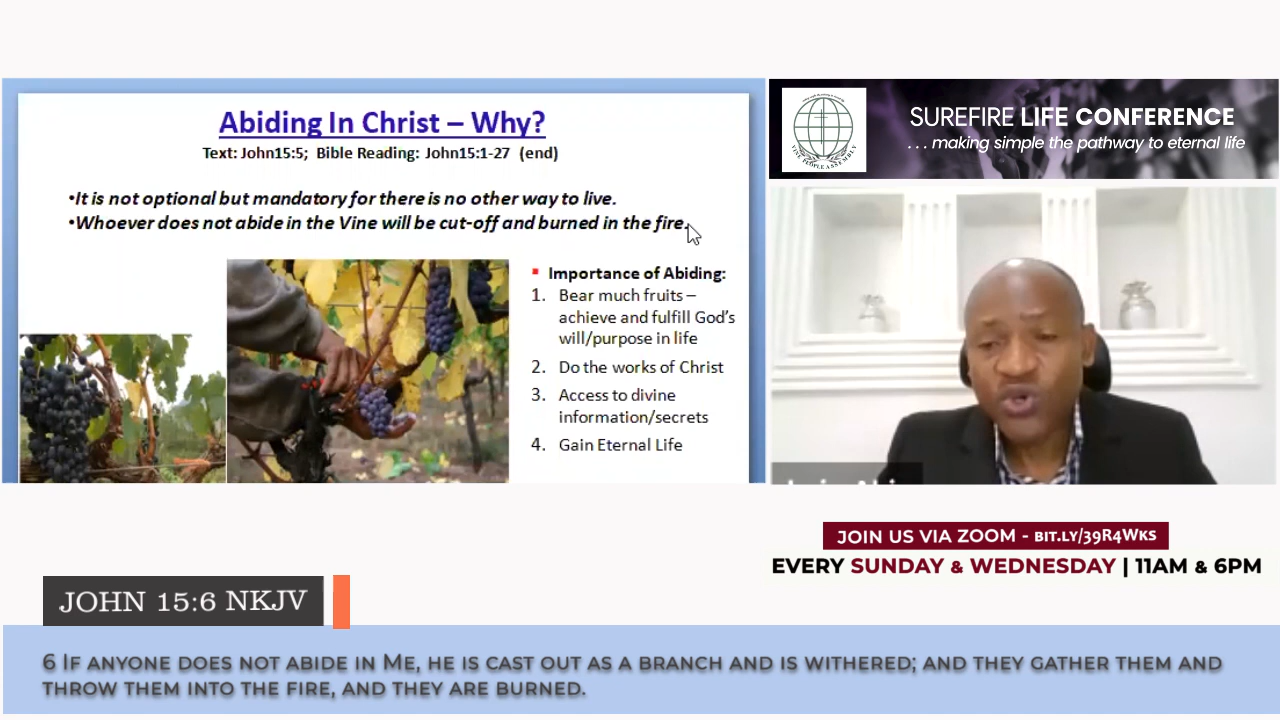 Abiding In Christ – Why?
Text: John15:5; Bible Reading: John15:1-27 (end)
•It is not optional but mandatory for there is no other way to live.
•Whoever does not abide in the Vine will be cut-off and burned in the fire.
Importance of Abiding:
1. Bear much fruits –
achieve and fulfill God's
will/purpose in life
2. Do the works of Christ
3. Access to divine
information/secrets
4. Gain Eternal Life
SUREFIRE LIFE CONFERENCE
. . . making simple the pathway to eternal life
VINE PEOPLE ASSEMBLY
JOIN US VIA ZOOM - BIT.LY/39R4WKS
EVERY SUNDAY & WEDNESDAY | 11AM & 6PM
JOHN 15:6 NKJV
6 IF ANYONE DOES NOT ABIDE IN ME, HE IS CAST OUT AS A BRANCH AND IS WITHERED; AND THEY GATHER THEM AND
THROW THEM INTO THE FIRE, AND THEY ARE BURNED.